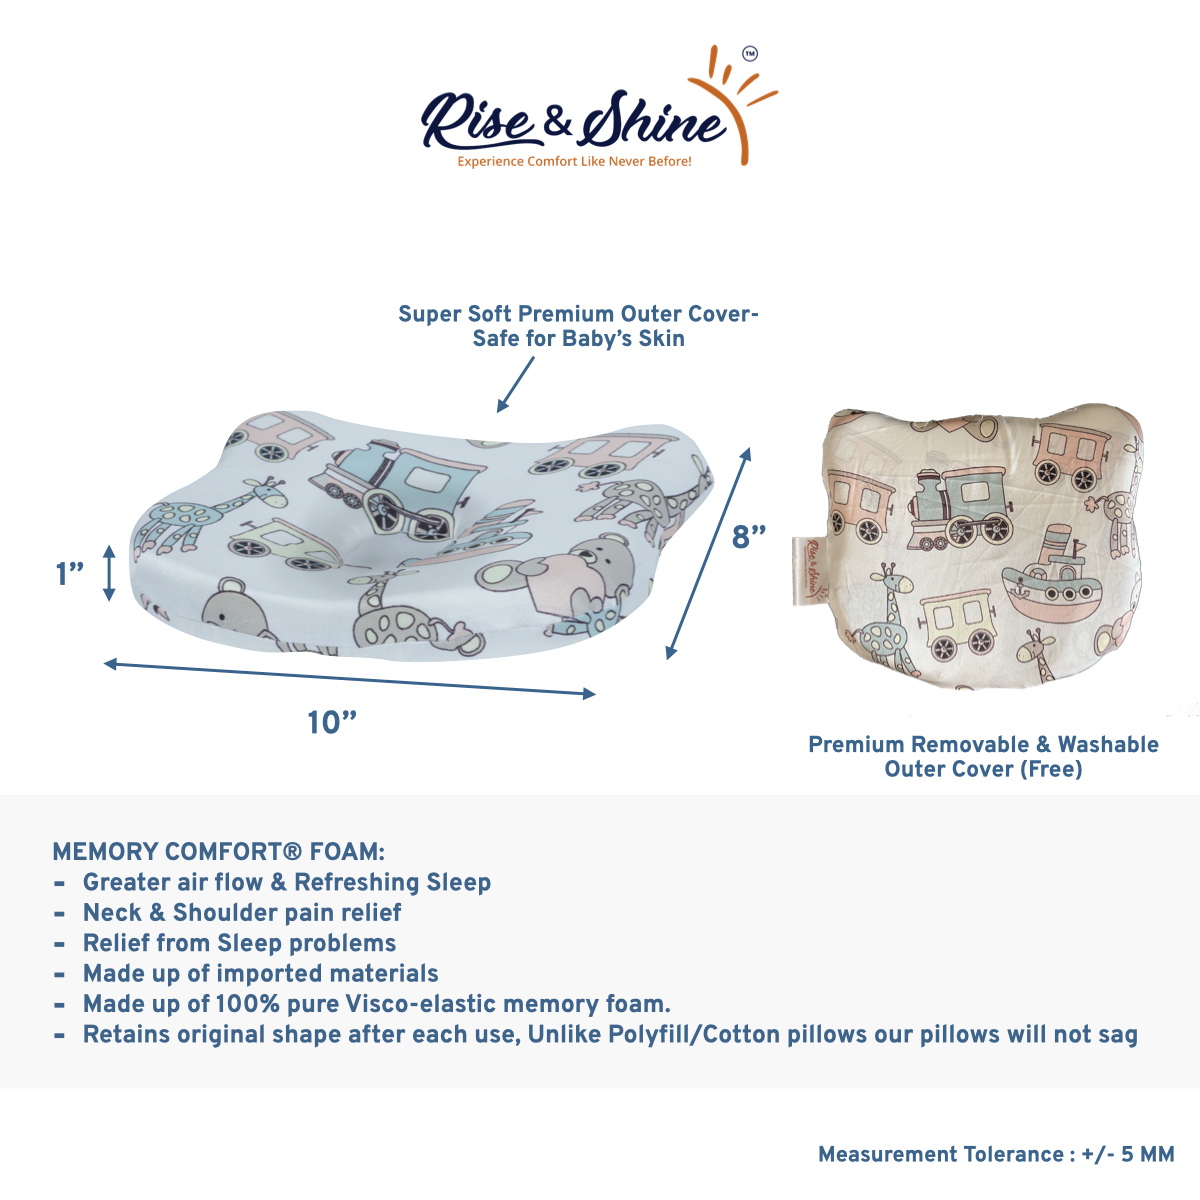 Rise & Shine
TM
Experience Comfort Like Never Before!
Super Soft Premium Outer Cover-
Safe for Baby’s Skin
1”
8”
10”
Rise & Shine
Premium Removable & Washable
Outer Cover (Free)
MEMORY COMFORT® FOAM:
- Greater air flow & Refreshing Sleep
- Neck & Shoulder pain relief
- Relief from Sleep problems
- Made up of imported materials
- Made up of 100% pure Visco-elastic memory foam.
- Retains original shape after each use, Unlike Polyfill/Cotton pillows our pillows will not sag
Measurement Tolerance : +/- 5 MM